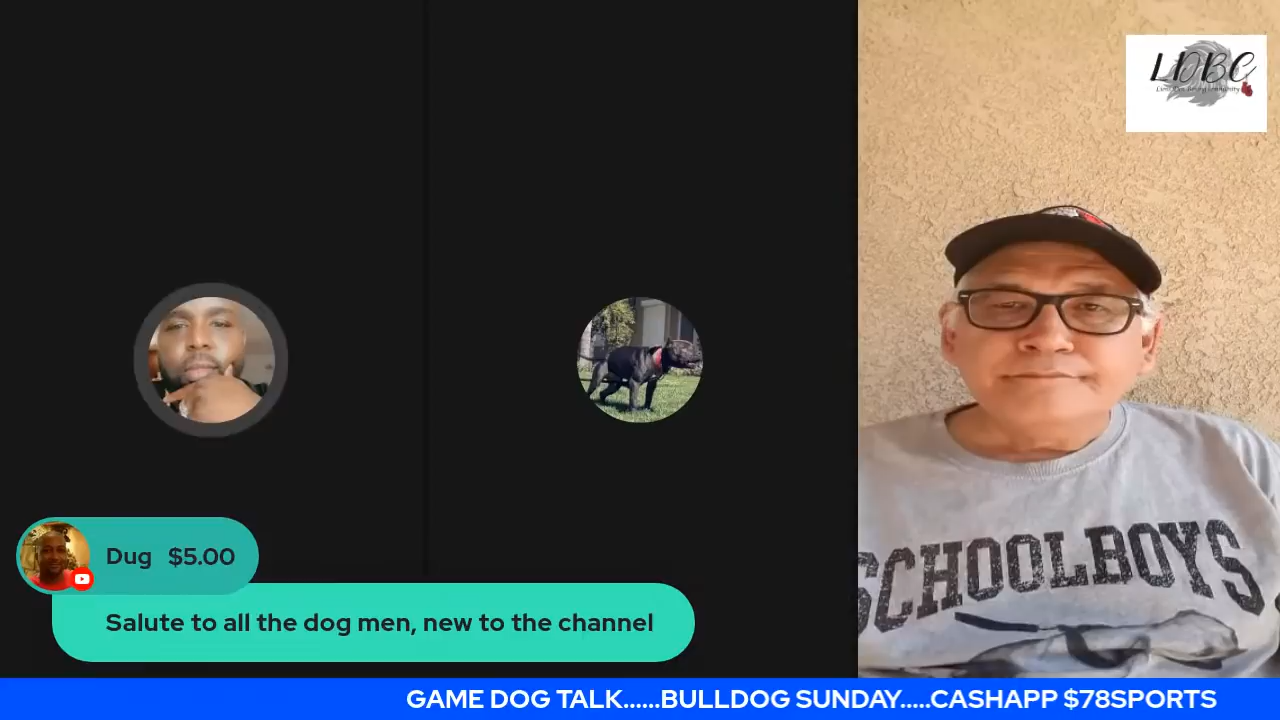 LDBC
Dug $5.00
Salute to all the dog men, new to the channel
SCHOOLBOYS
GAME DOG TALK......BULLDOG SUNDAY.....CASHAPP $78SPORTS